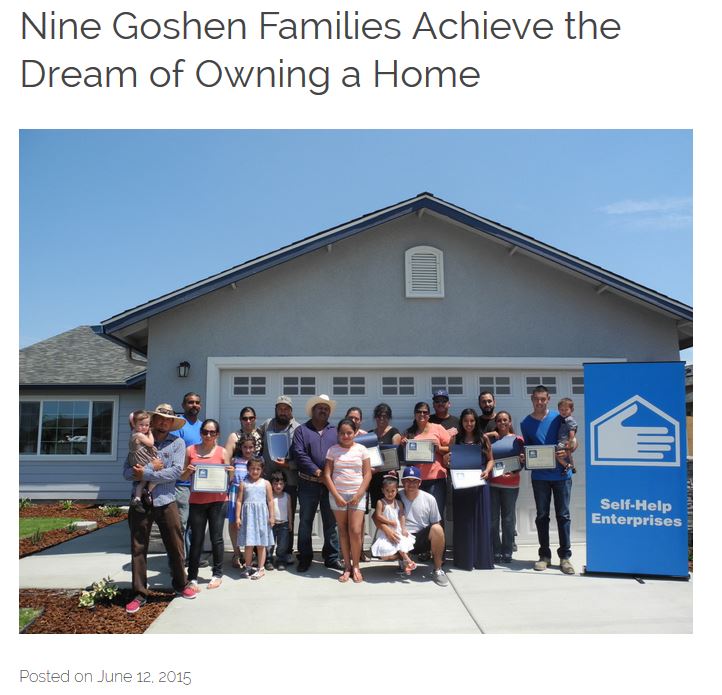 Nine Goshen Families Achieve the
Dream of Owning a Home
Self-Help
Enterprises
Posted on June 12, 2015